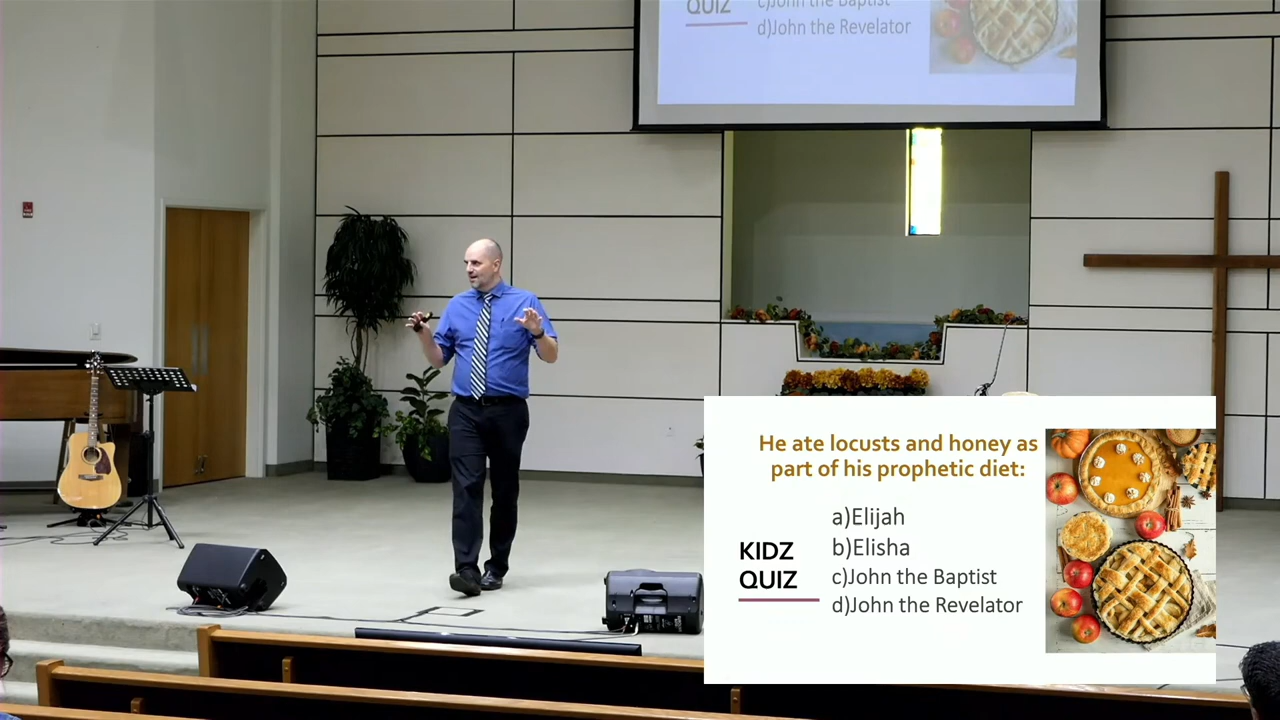 QUIZ
c)John the Baptist
d)John the Revelator
He ate locusts and honey as
part of his prophetic diet:
a)Elijah
b)Elisha
c)John the Baptist
d)John the Revelator
KIDZ
QUIZ